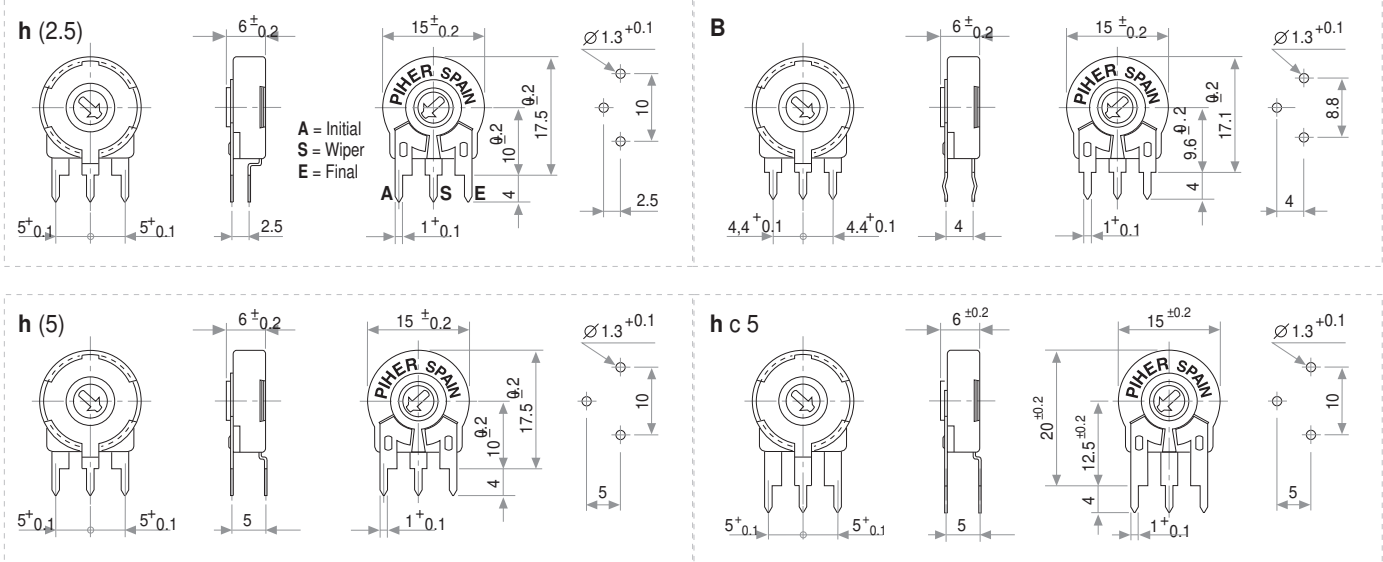 h (2.5)
6 ±0.2
15 ±0.2
Ø 1.3 +0.1
PIHER SPAIN
A = Initial
S = Wiper
E = Final
10 ±0.2
17.5 ±0.2
10
A S E
4
5 ±0.1 5 ±0.1
2.5
1 ±0.1
2.5
B
6 ±0.2
15 ±0.2
Ø 1.3 +0.1
PIHER SPAIN
9.6 ±0.2
17.1 ±0.2
8.8
4
4,4 ±0.1 4.4 ±0.1
4
1 ±0.1
4
h (5)
6 ±0.2
15 ±0.2
Ø 1.3 +0.1
PIHER SPAIN
10 ±0.2
17.5 ±0.2
10
4
5 ±0.1 5 ±0.1
5
1 ±0.1
5
h c 5
6 ±0.2
15 ±0.2
Ø 1.3 +0.1
PIHER SPAIN
20 ±0.2
12.5 ±0.2
10
4
5 ±0.1 5 ±0.1
5
1 ±0.1
5